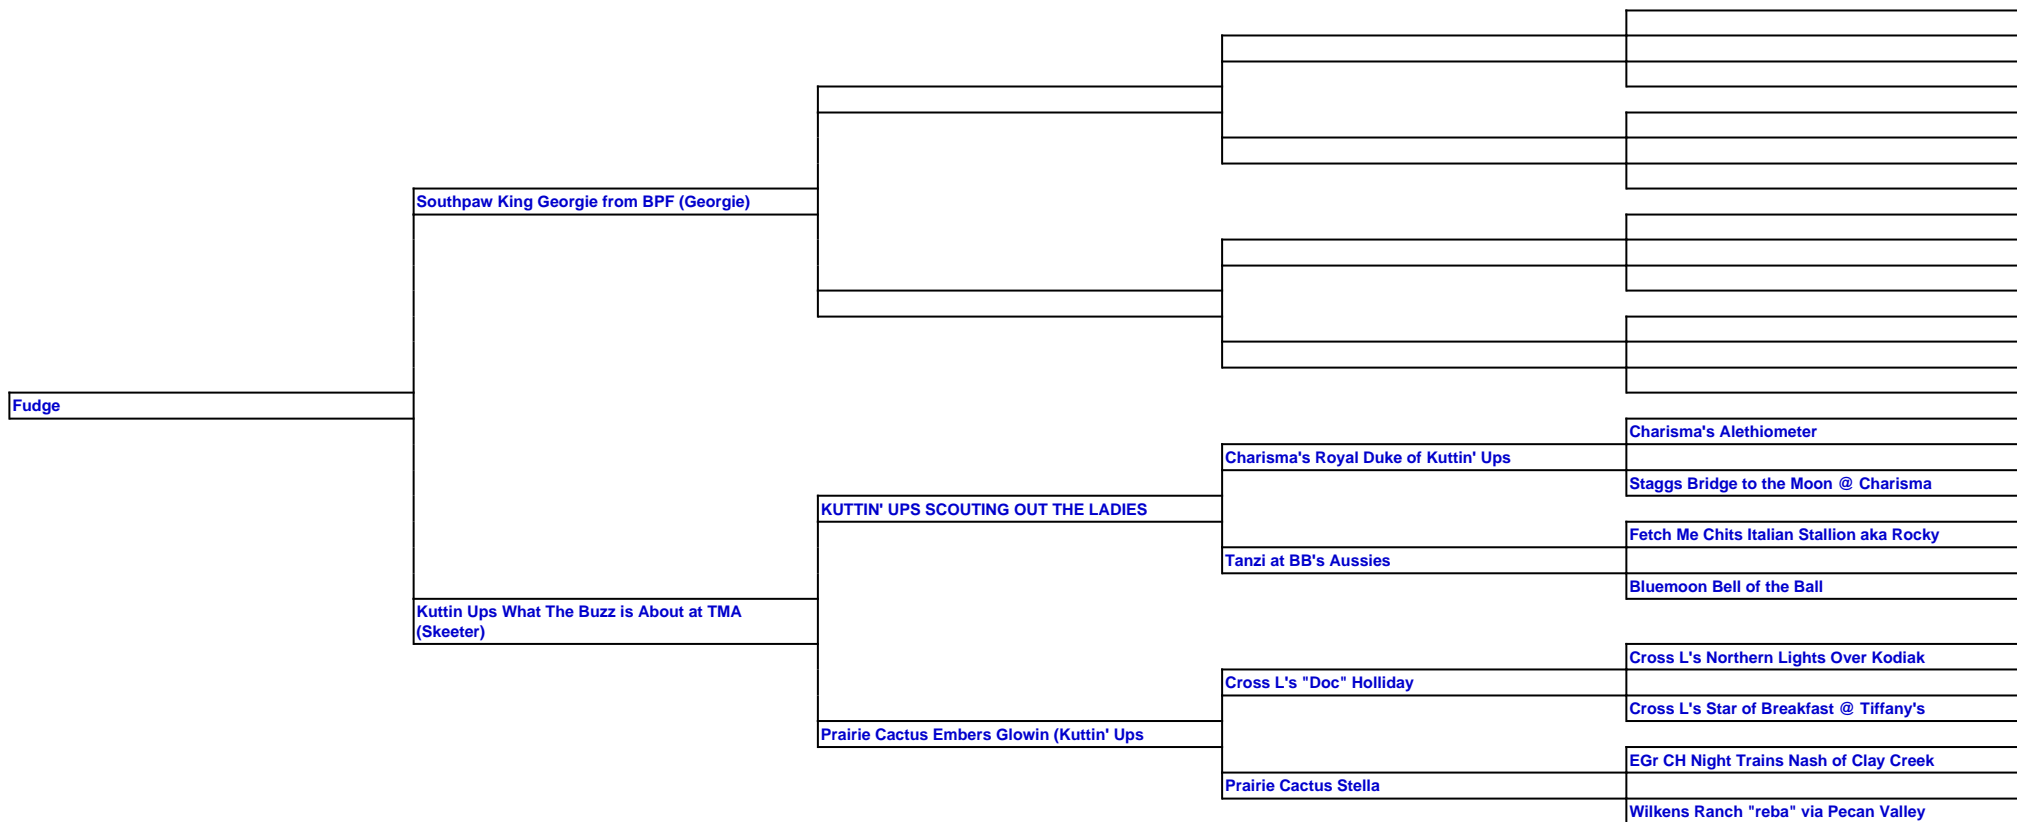 Southpaw King Georgie from BPF (Georgie)
Fudge
Charisma's Alethiometer
Charisma's Royal Duke of Kuttin' Ups
Staggs Bridge to the Moon @ Charisma
KUTTIN' UPS SCOUTING OUT THE LADIES
Fetch Me Chits Italian Stallion aka Rocky
Tanzi at BB's Aussies
Bluemoon Bell of the Ball
Kuttin Ups What The Buzz is About at TMA
(Skeeter)
Cross L's Northern Lights Over Kodiak
Cross L's "Doc" Holliday
Cross L's Star of Breakfast @ Tiffany's
Prairie Cactus Embers Glowin (Kuttin' Ups
EGr CH Night Trains Nash of Clay Creek
Prairie Cactus Stella
Wilkens Ranch "reba" via Pecan Valley